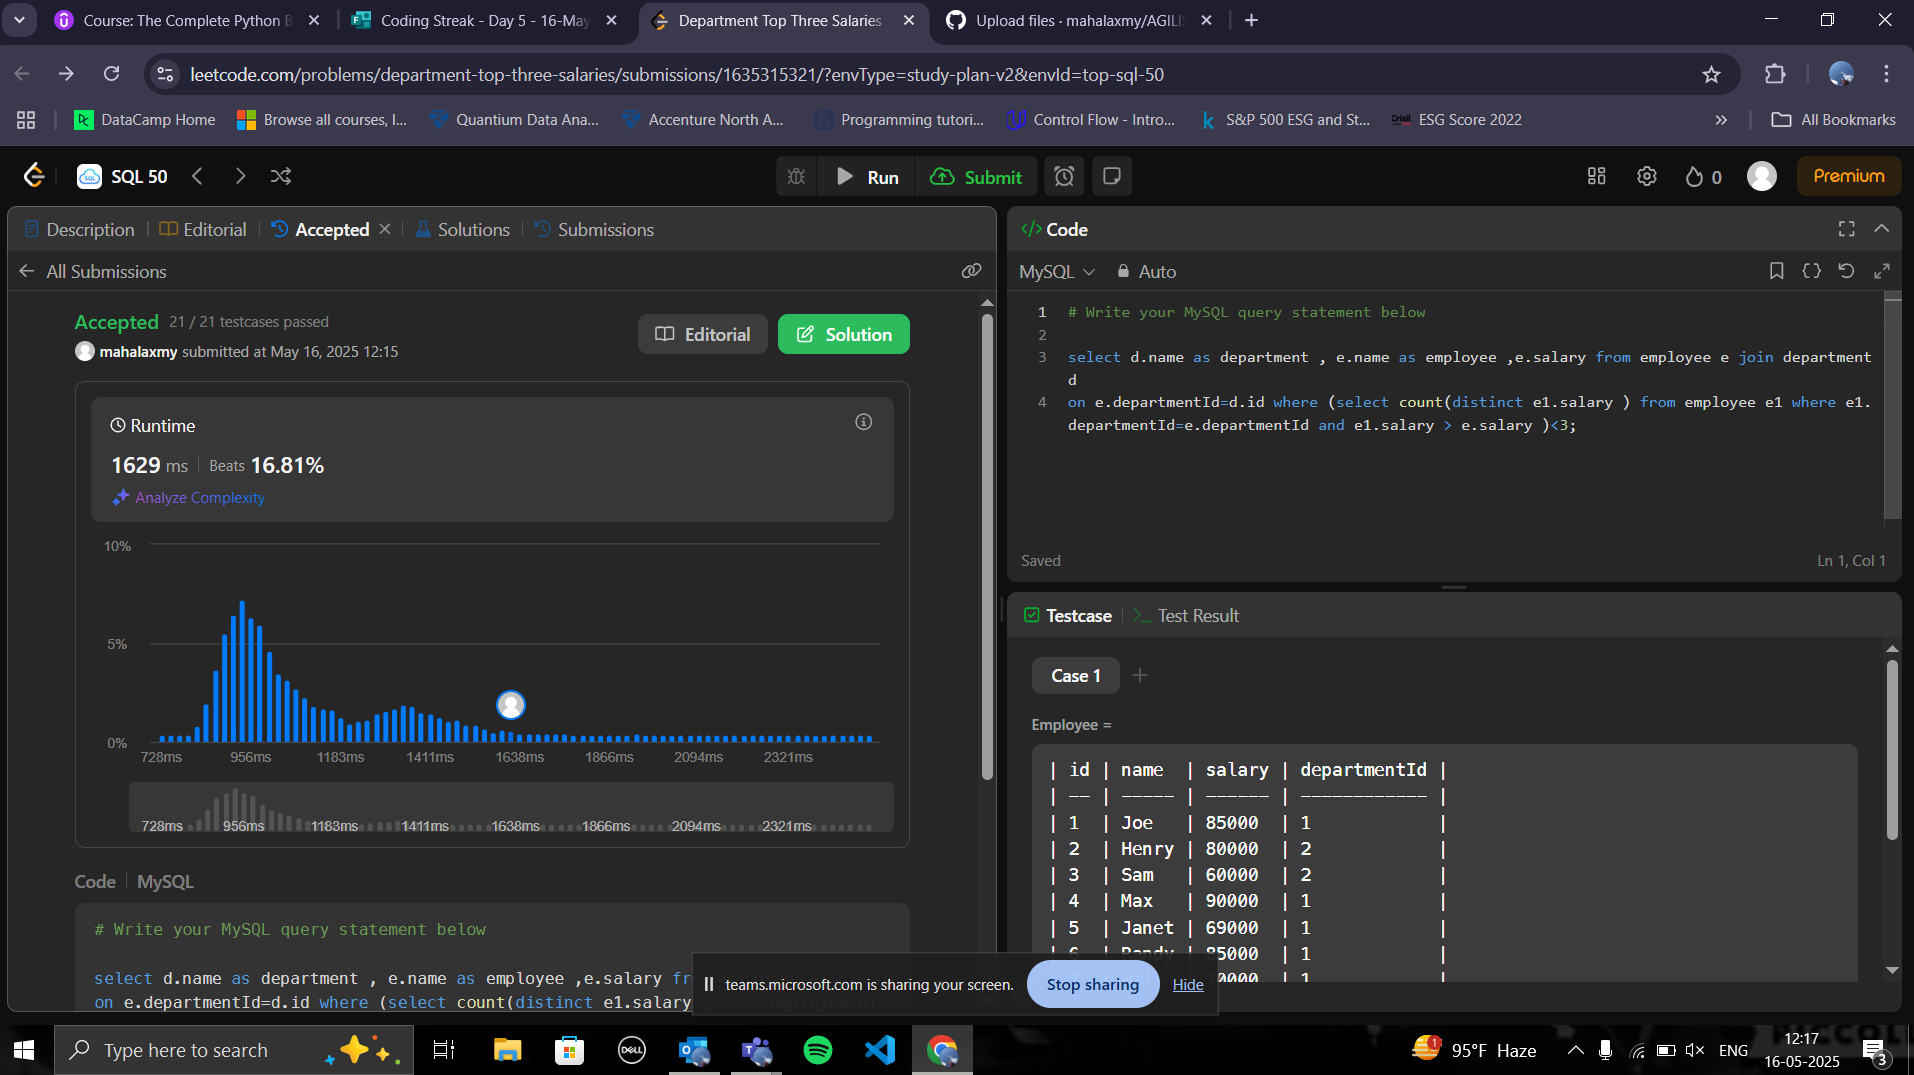 Course: The Complete Python B
Coding Streak - Day 5 - 16-May
Department Top Three Salaries
Upload files · mahalaxmy/AGILIS
leetcode.com/problems/department-top-three-salaries/submissions/1635315321/?envType=study-plan-v2&envId=top-sql-50
DataCamp Home
Browse all courses, l...
Quantium Data Ana...
Accenture North A...
Programming tutori...
Control Flow - Intro...
S&P 500 ESG and St...
ESG Score 2022
All Bookmarks
SQL 50
Run
Submit
0
Premium
Description
Editorial
Accepted
Solutions
Submissions
All Submissions
Accepted 21 / 21 testcases passed
mahalaxmy submitted at May 16, 2025 12:15
Editorial
Solution
Runtime
1629 ms Beats 16.81%
Analyze Complexity
10%
5%
0%
728ms 956ms 1183ms 1411ms 1638ms 1866ms 2094ms 2321ms
728ms 956ms 1183ms 1411ms 1638ms 1866ms 2094ms 2321ms
Code MySQL
# Write your MySQL query statement below
select d.name as department , e.name as employee ,e.salary fr
on e.departmentId=d.id where (select count(distinct e1.salary
</> Code
MySQL Auto
1 # Write your MySQL query statement below
2
3 select d.name as department , e.name as employee ,e.salary from employee e join department
d
4 on e.departmentId=d.id where (select count(distinct e1.salary ) from employee e1 where e1.
departmentId=e.departmentId and e1.salary > e.salary )<3;
Saved
Ln 1, Col 1
Testcase
Test Result
Case 1
Employee =
| id | name | salary | departmentId |
| -- | ----- | ------ | ------------ |
| 1 | Joe | 85000 | 1 |
| 2 | Henry | 80000 | 2 |
| 3 | Sam | 60000 | 2 |
| 4 | Max | 90000 | 1 |
| 5 | Janet | 69000 | 1 |
| 6 | Randy | 85000 | 1 |
teams.microsoft.com is sharing your screen.
Stop sharing
Hide
Type here to search
DELL
1
95°F Haze
ENG
12:17
16-05-2025
3